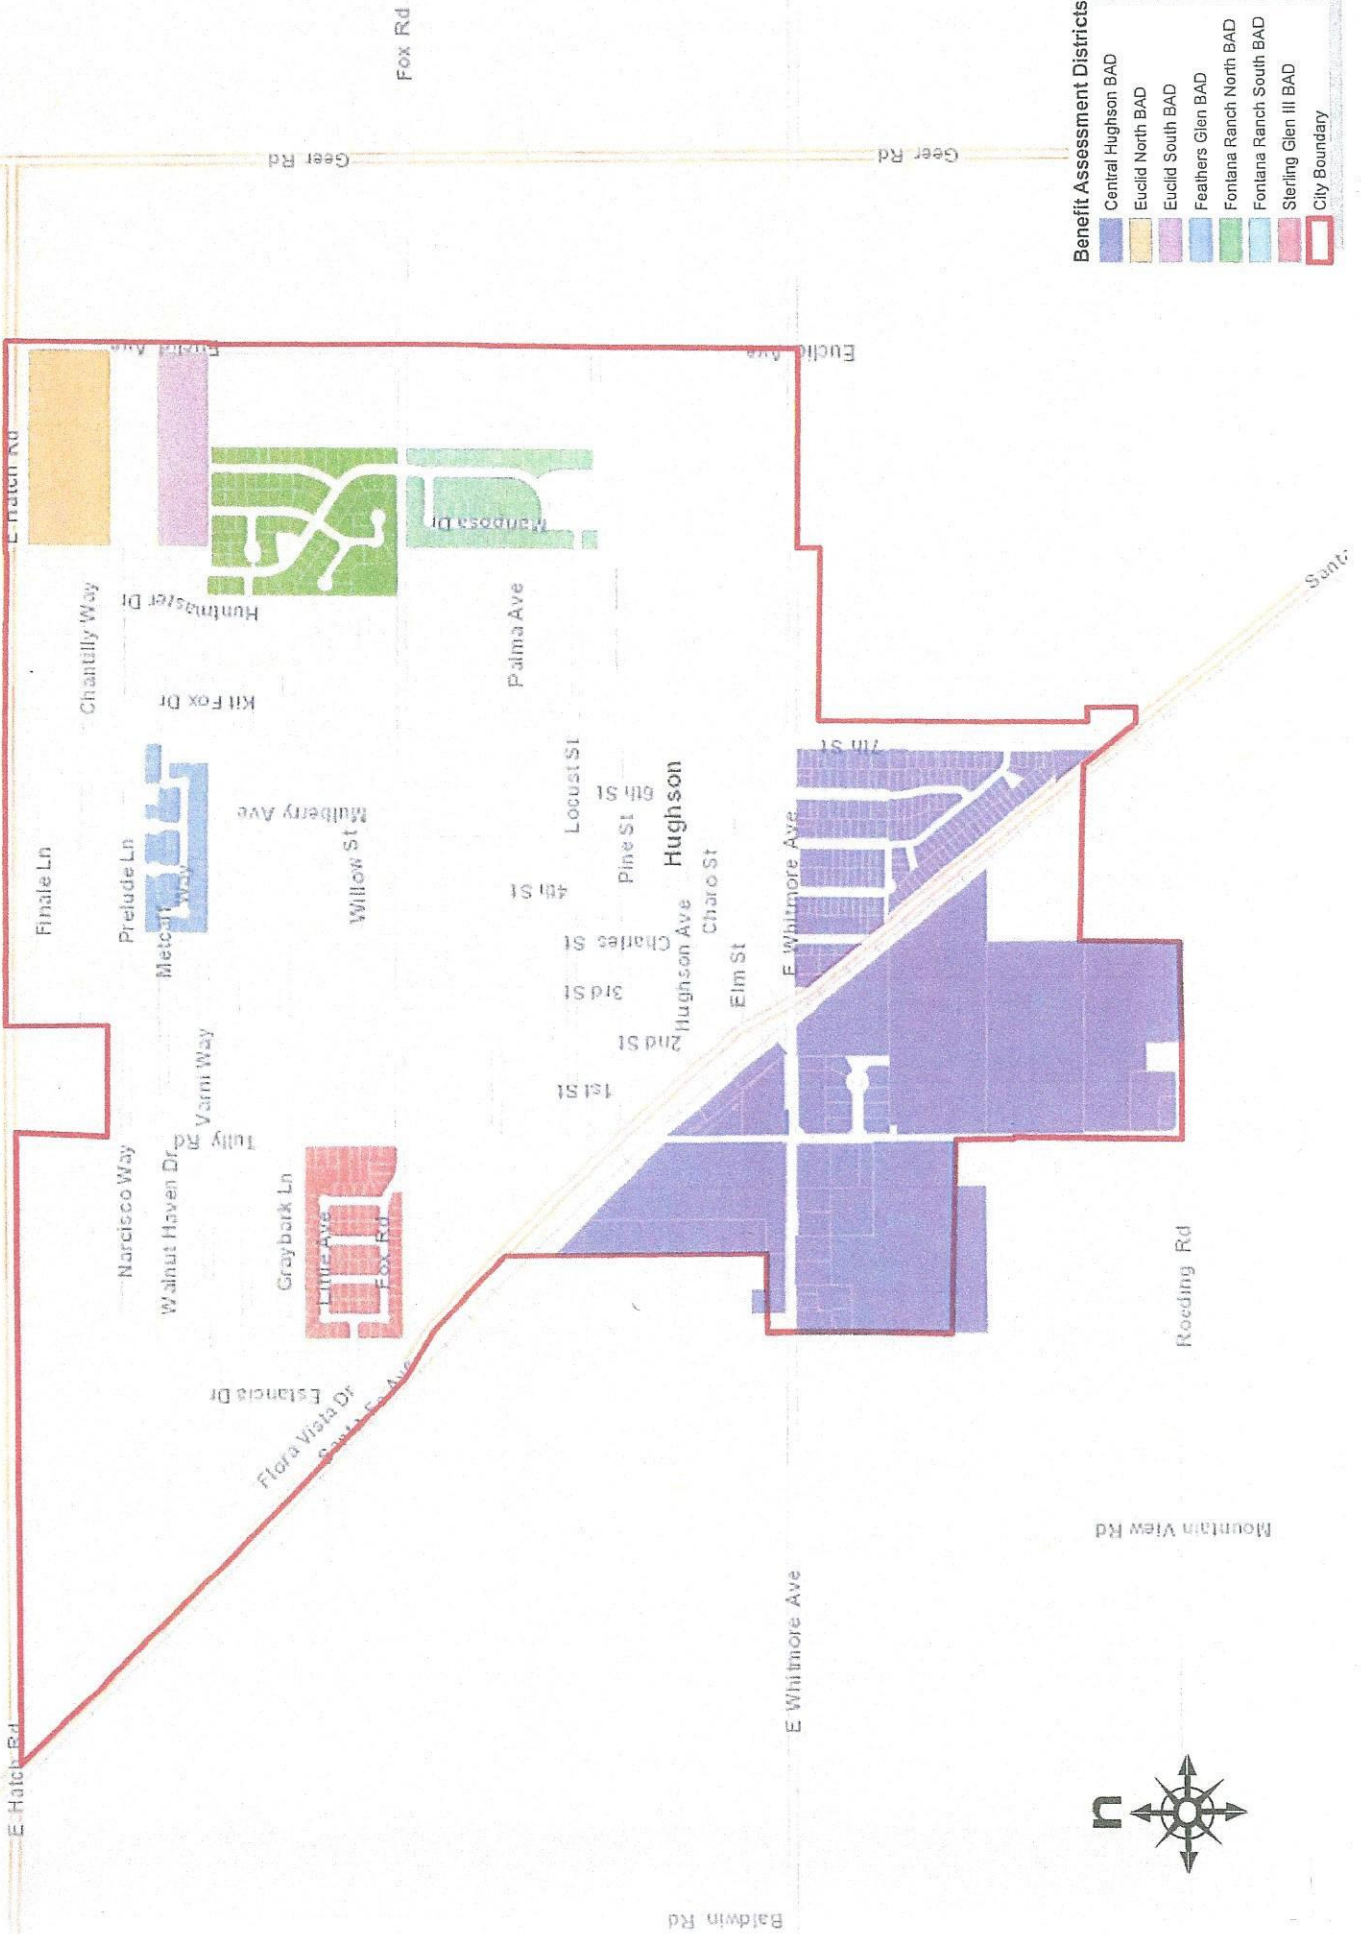 E Hatch Rd
E Hatch Rd
Finale Ln
Chantilly Way
Narcisco Way
Prelude Ln
Walnut Haven Dr
Metcalf
Way
Varni Way
Tully Rd
Kit Fox Dr
Huntmaster Dr
Euclid Ave
Geer Rd
Fox Rd
Graybark Ln
Little Ave
Fox Rd
Estancia Dr
Flora Vista Dr
Santa Fe Ave
Willow St
Mulberry Ave
Mariposa Dr
Palma Ave
Locust St
4th St
6th St
Pine St
Charles St
3rd St
2nd St
1st St
Hughson
Hughson Ave
Charo St
Elm St
E Whitmore Ave
E Whitmore Ave
Euclid Ave
7th St
Geer Rd
Baldwin Rd
Mountain View Rd
Roeding Rd
Santa
n
Benefit Assessment Districts
Central Hughson BAD
Euclid North BAD
Euclid South BAD
Feathers Glen BAD
Fontana Ranch North BAD
Fontana Ranch South BAD
Sterling Glen III BAD
City Boundary